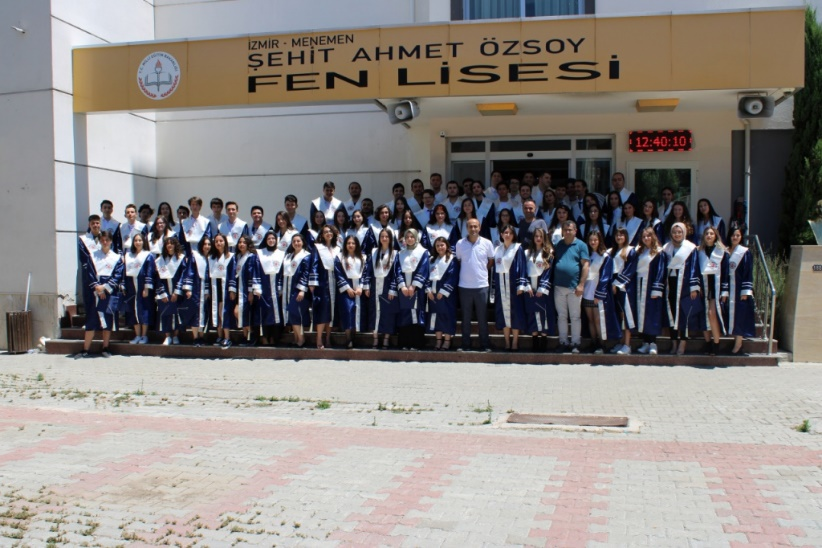 İZMİR - MENEMEN
ŞEHİT AHMET ÖZSOY
FEN LİSESİ
12:40:10